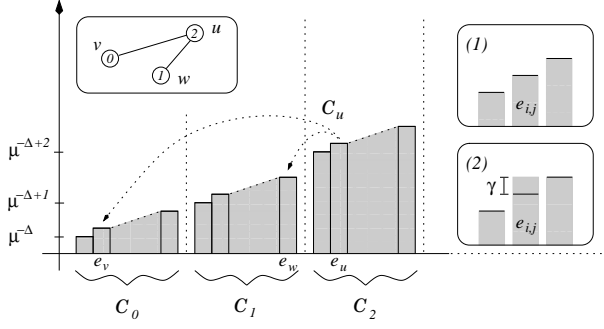 v
0
2
u
1
w
C_u
μ^{-Δ+2}
μ^{-Δ+1}
μ^{-Δ}
e_v
e_w
e_u
C_0
C_1
C_2
(1)
e_{i,j}
(2)
γ
e_{i,j}